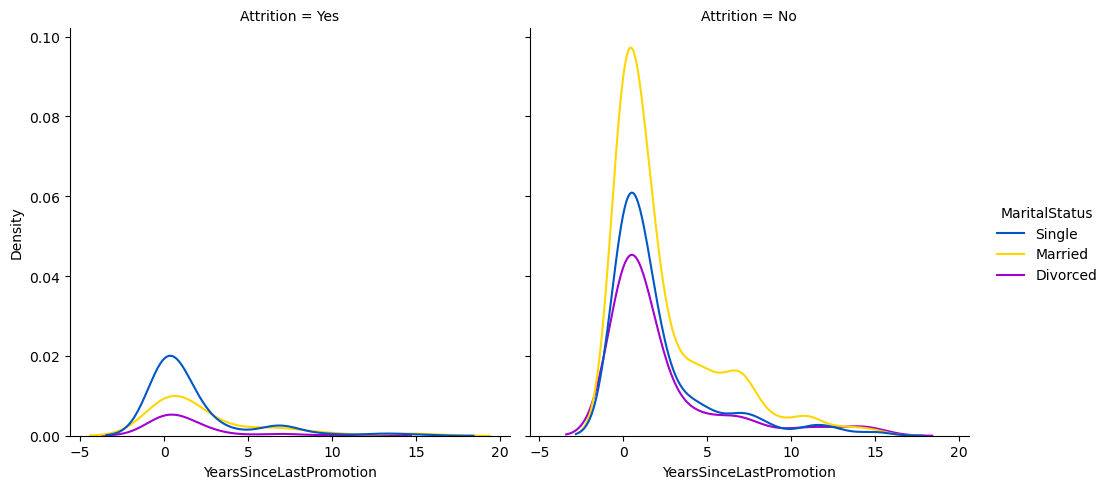 Attrition = Yes
Attrition = No
0.10
0.08
0.06
0.04
0.02
0.00
Density
−5 0 5 10 15 20
−5 0 5 10 15 20
YearsSinceLastPromotion
YearsSinceLastPromotion
MaritalStatus
Single
Married
Divorced